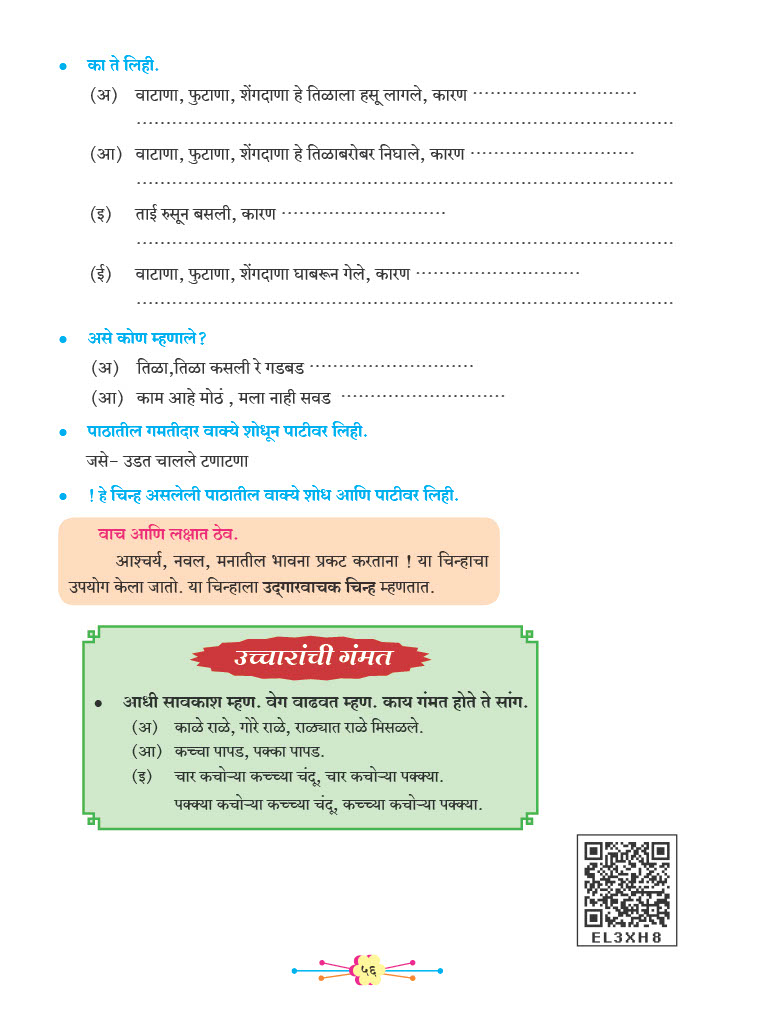 • का ते लिही.
(अ) वाटाणा, फुटाणा, शेंगदाणा हे तिळाला हसू लागले, कारण ............................
............................................................................................
(आ) वाटाणा, फुटाणा, शेंगदाणा हे तिळाबरोबर निघाले, कारण ............................
............................................................................................
(इ) ताई रुसून बसली, कारण ............................
............................................................................................
(ई) वाटाणा, फुटाणा, शेंगदाणा घाबरून गेले, कारण ............................
............................................................................................
• असे कोण म्हणाले?
(अ) तिळा,तिळा कसली रे गडबड ............................
(आ) काम आहे मोठं , मला नाही सवड ............................
• पाठातील गमतीदार वाक्ये शोधून पाटीवर लिही.
जसे- उडत चालले टणाटणा
• ! हे चिन्ह असलेली पाठातील वाक्ये शोध आणि पाटीवर लिही.
वाच आणि लक्षात ठेव.
आश्चर्य, नवल, मनातील भावना प्रकट करताना ! या चिन्हाचा
उपयोग केला जातो. या चिन्हाला उद्‌गारवाचक चिन्ह म्हणतात.
उच्चारांची गंमत
• आधी सावकाश म्हण. वेग वाढवत म्हण. काय गंमत होते ते सांग.
(अ) काळे राळे, गोरे राळे, राळ्यात राळे मिसळले.
(आ) कच्चा पापड, पक्का पापड.
(इ) चार कचोऱ्या कच्च्या चंदू, चार कचोऱ्या पक्क्या.
पक्क्या कचोऱ्या कच्च्या चंदू, कच्च्या कचोऱ्या पक्क्या.
EL3XH8
५६